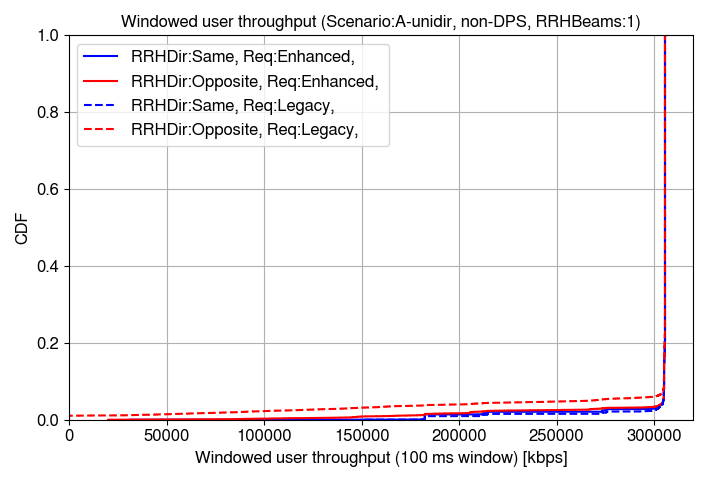 Windowed user throughput (Scenario:A-unidir, non-DPS, RRHBeams:1)
1.0
0.8
0.6
0.4
0.2
0.0
CDF
RRHDir:Same, Req:Enhanced,
RRHDir:Opposite, Req:Enhanced,
RRHDir:Same, Req:Legacy,
RRHDir:Opposite, Req:Legacy,
0 50000 100000 150000 200000 250000 300000
Windowed user throughput (100 ms window) [kbps]